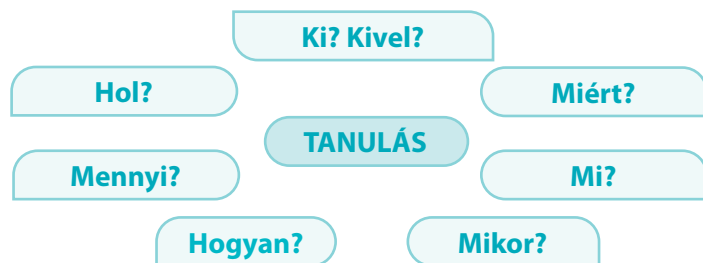 Ki? Kivel?
Hol?
Miért?
TANULÁS
Mennyi?
Mi?
Hogyan?
Mikor?